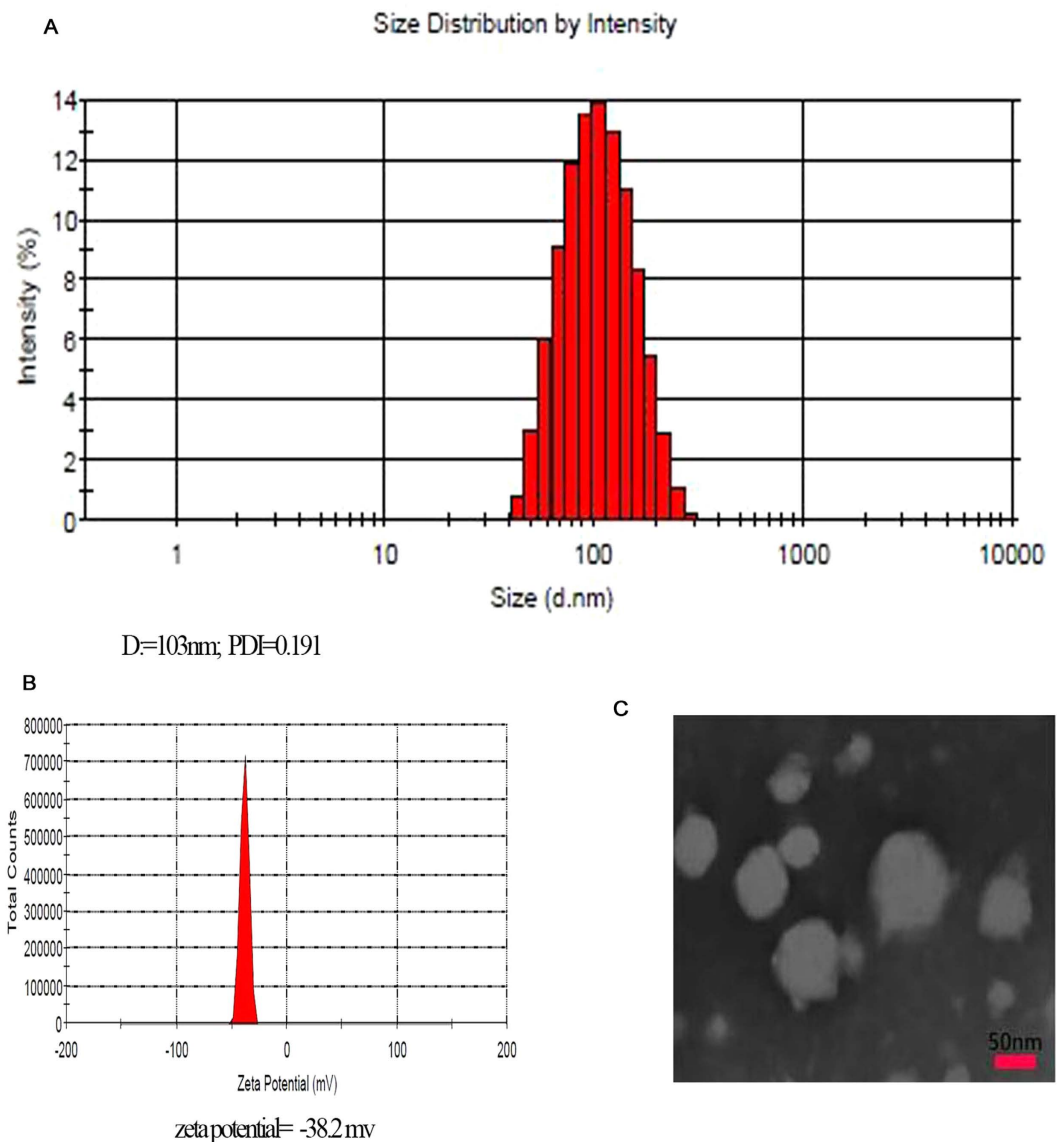 A
Size Distribution by Intensity
14
12
10
8
6
4
2
0
Intensity (%)
1 10 100 1000 10000
Size (d.nm)
D:=103nm; PDI=0.191
B
800000
700000
600000
500000
400000
300000
200000
100000
0
Total Counts
-200 -100 0 100 200
Zeta Potential (mV)
zeta potential= -38.2 mv
C
50nm